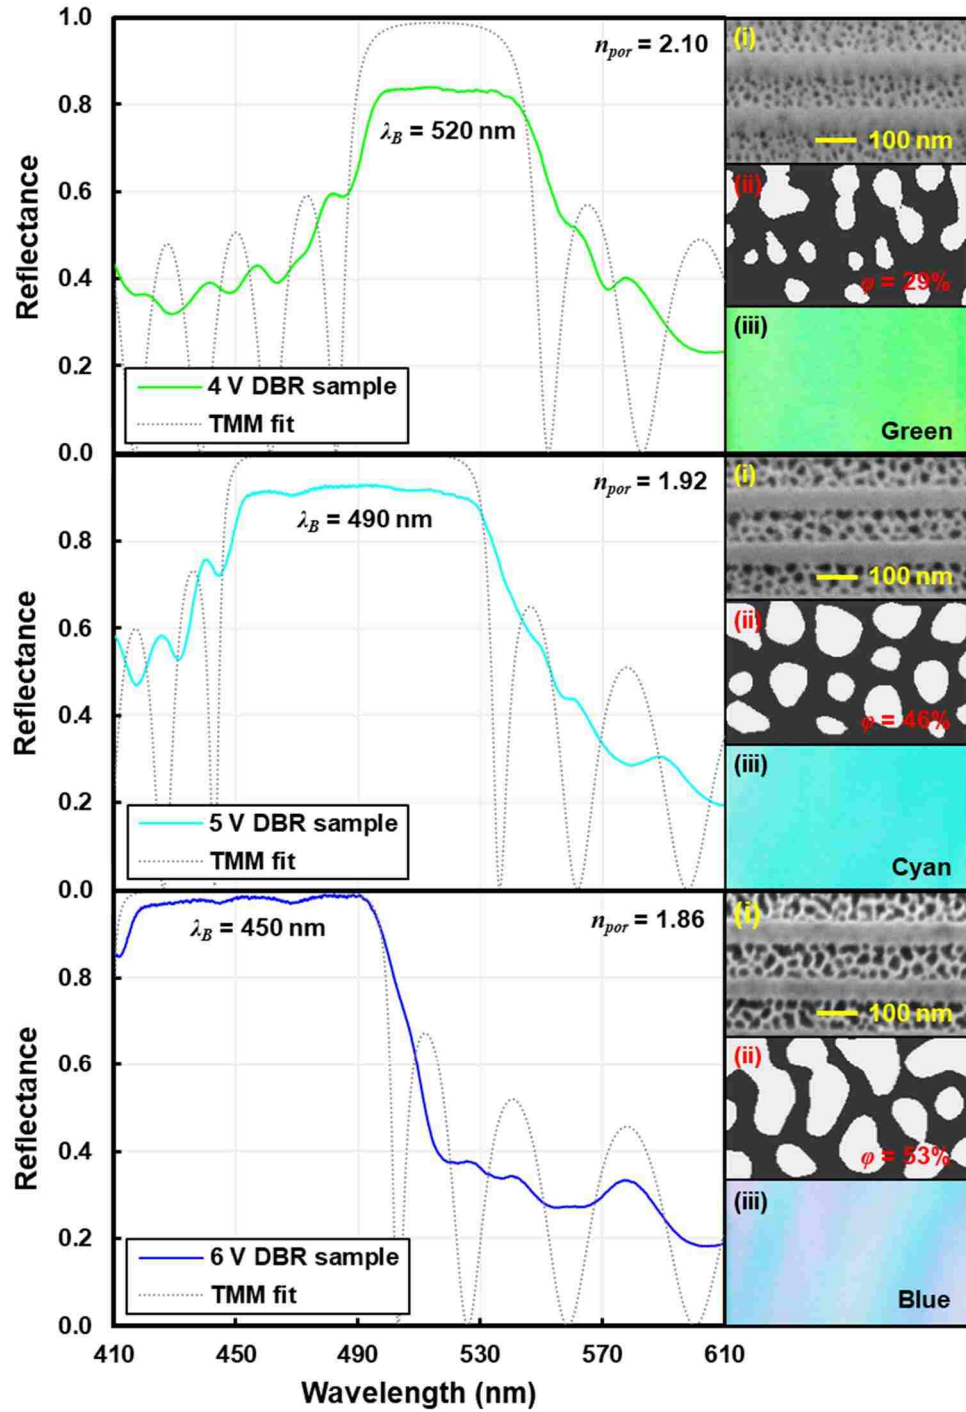 1.0
n_por = 2.10
(i)
0.8
λ_B = 520 nm
100 nm
Reflectance
0.6
(ii)
0.4
φ = 29%
0.2
(iii)
4 V DBR sample
TMM fit
Green
0.0
n_por = 1.92
(i)
λ_B = 490 nm
0.8
100 nm
Reflectance
0.6
(ii)
0.4
φ = 46%
(iii)
0.2
5 V DBR sample
TMM fit
Cyan
0.0
λ_B = 450 nm
n_por = 1.86
(i)
0.8
100 nm
Reflectance
0.6
(ii)
0.4
φ = 53%
(iii)
0.2
6 V DBR sample
TMM fit
Blue
0.0
410 450 490 530 570 610
Wavelength (nm)